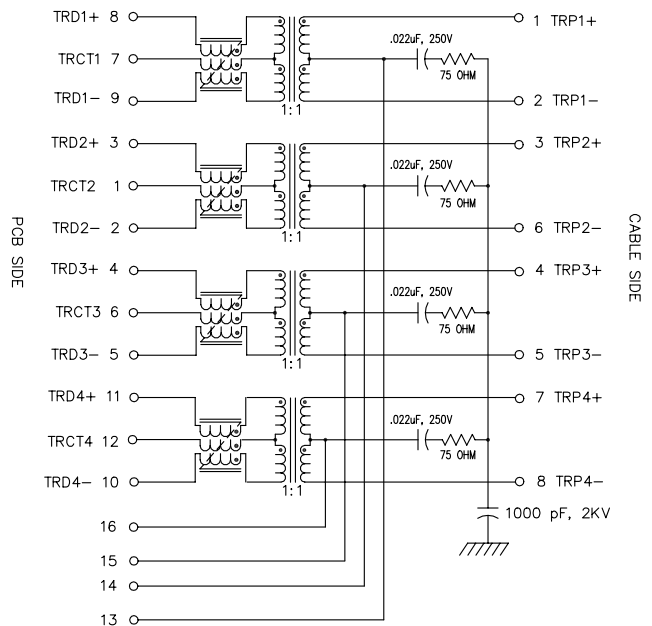 TRD1+ 8
1 TRP1+
.022uF, 250V
TRCT1 7
75 OHM
TRD1- 9
2 TRP1-
1:1
TRD2+ 3
3 TRP2+
.022uF, 250V
TRCT2 1
75 OHM
TRD2- 2
6 TRP2-
1:1
PCB SIDE
CABLE SIDE
TRD3+ 4
4 TRP3+
.022uF, 250V
TRCT3 6
75 OHM
TRD3- 5
5 TRP3-
1:1
TRD4+ 11
7 TRP4+
.022uF, 250V
TRCT4 12
75 OHM
TRD4- 10
8 TRP4-
1:1
1000 pF, 2KV
16
15
14
13